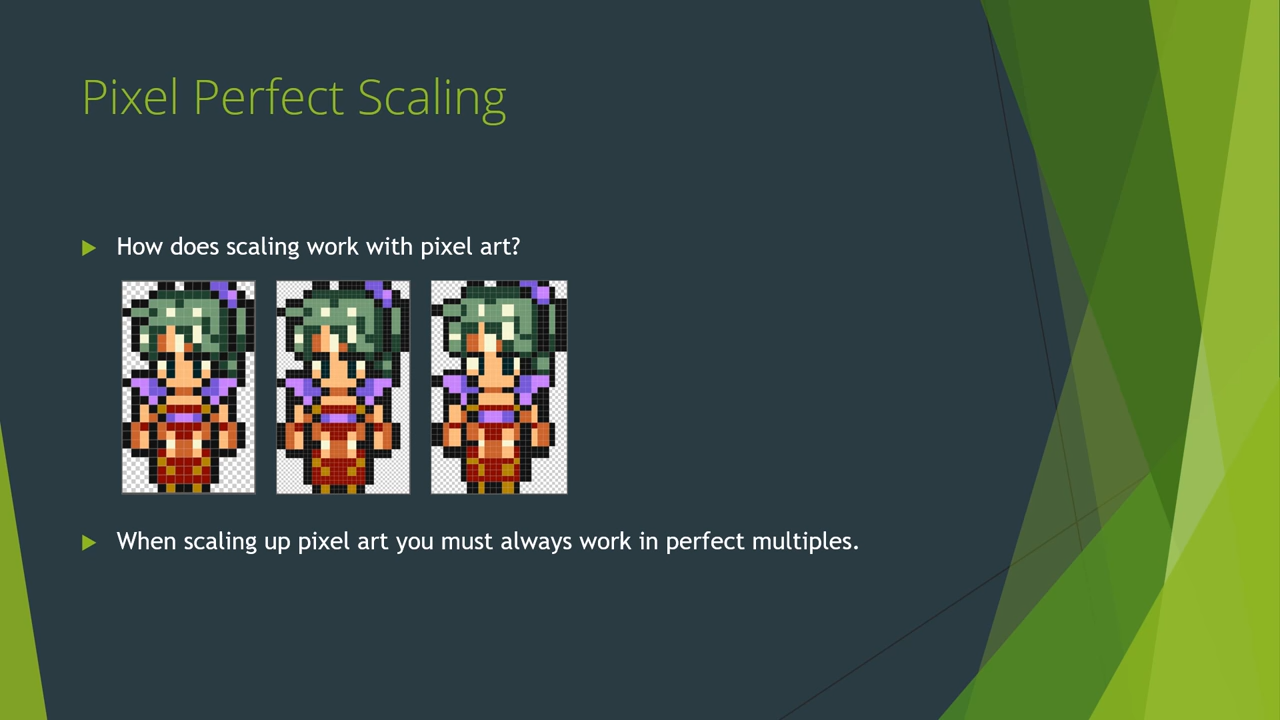 Pixel Perfect Scaling
How does scaling work with pixel art?
When scaling up pixel art you must always work in perfect multiples.